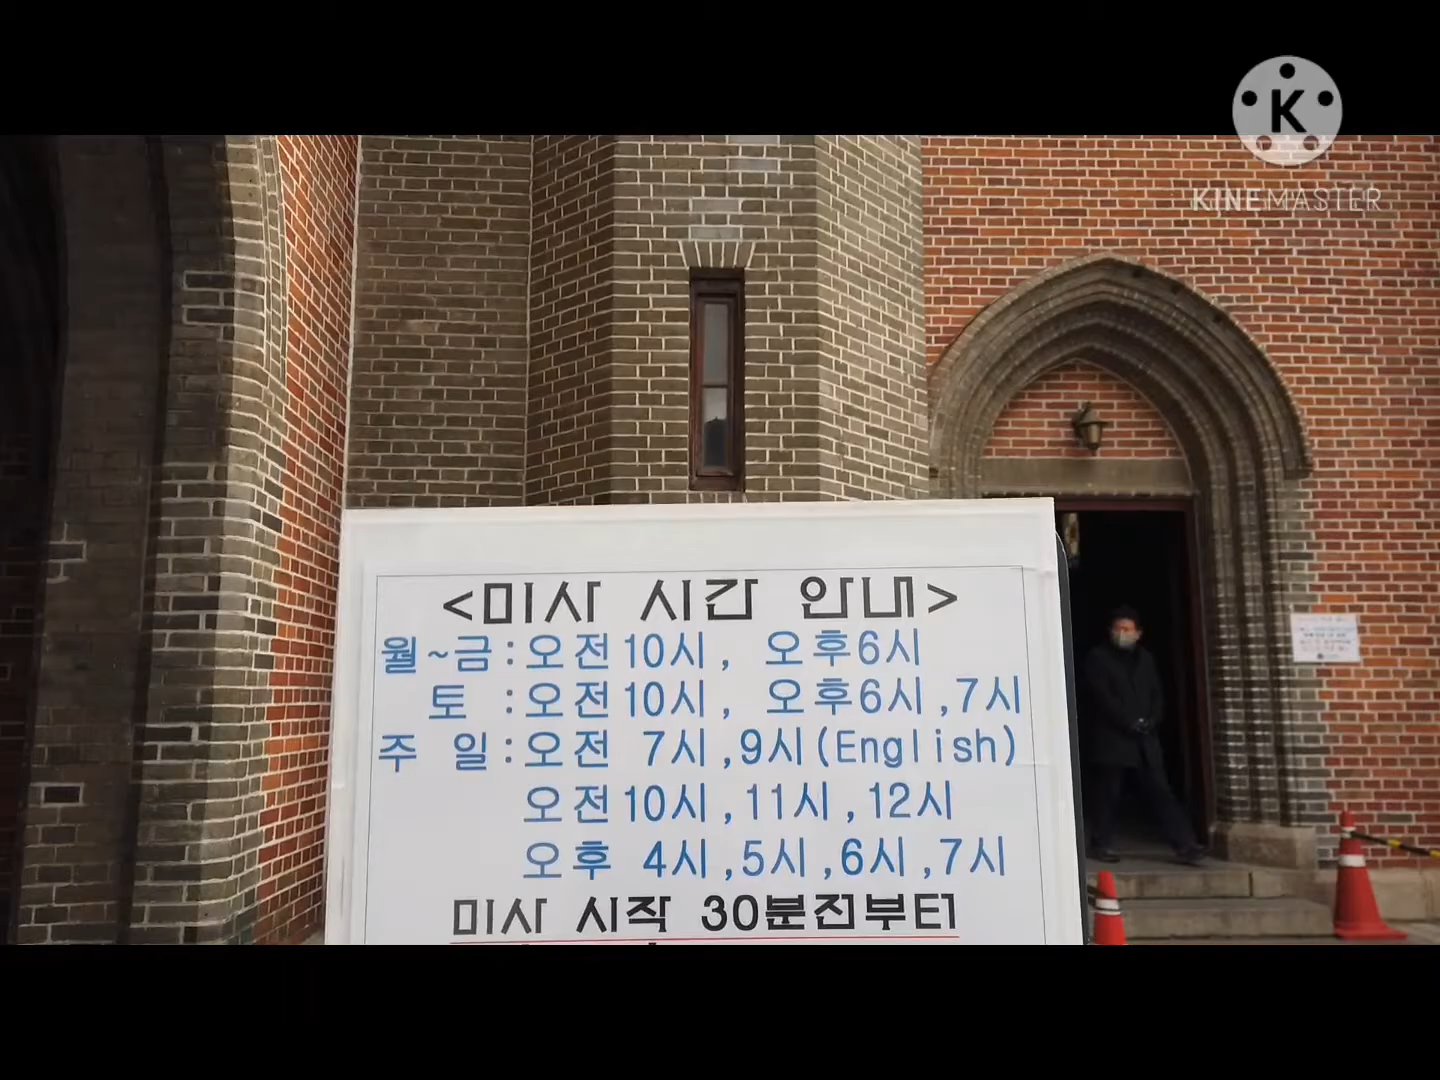 KINEMASTER
<미사 시간 안내>
월~금:오전10시, 오후6시
토 :오전10시, 오후6시,7시
주 일:오전 7시,9시(English)
오전10시,11시,12시
오후 4시,5시,6시,7시
미사 시작 30분전부터